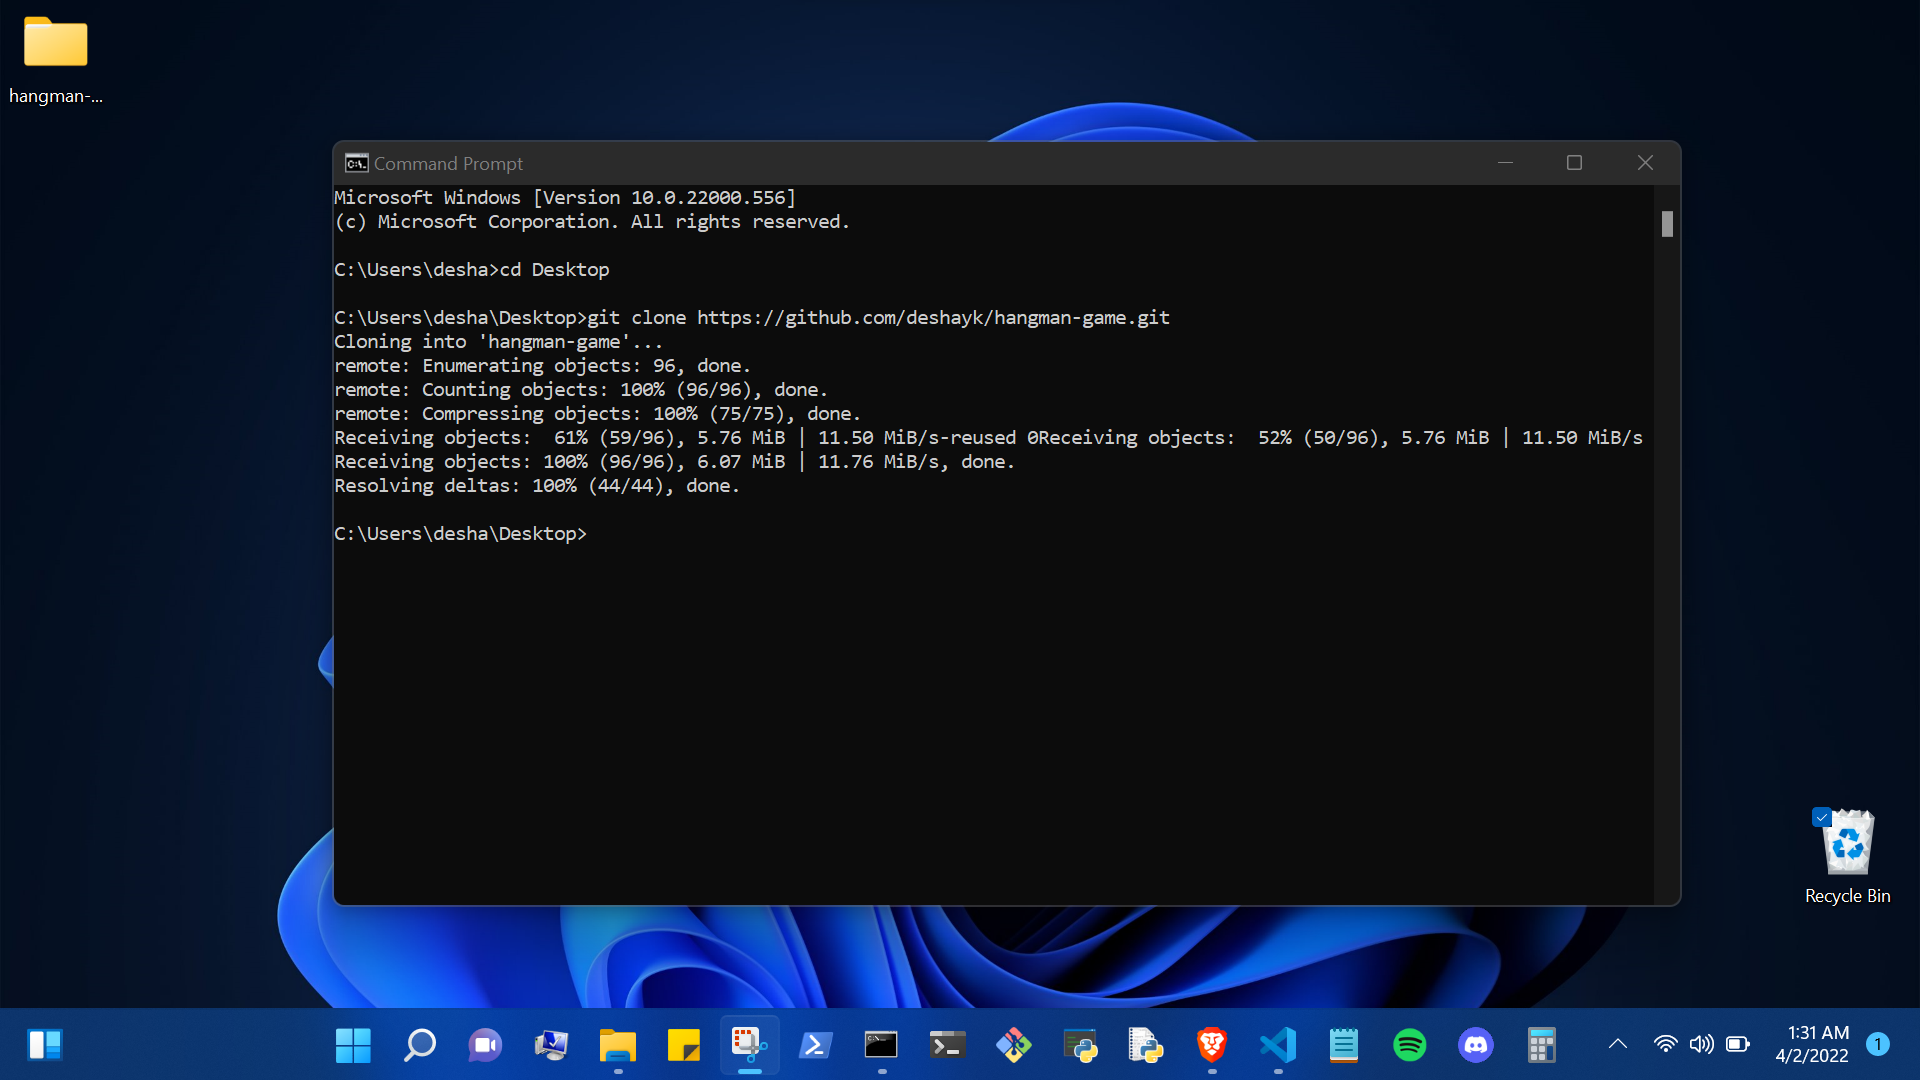 hangman-...
Command Prompt
Microsoft Windows [Version 10.0.22000.556]
(c) Microsoft Corporation. All rights reserved.
C:\Users\desha>cd Desktop
C:\Users\desha\Desktop>git clone https://github.com/deshayk/hangman-game.git
Cloning into 'hangman-game'...
remote: Enumerating objects: 96, done.
remote: Counting objects: 100% (96/96), done.
remote: Compressing objects: 100% (75/75), done.
Receiving objects:  61% (59/96), 5.76 MiB | 11.50 MiB/s-reused 0Receiving objects:  52% (50/96), 5.76 MiB | 11.50 MiB/s
Receiving objects: 100% (96/96), 6.07 MiB | 11.76 MiB/s, done.
Resolving deltas: 100% (44/44), done.
C:\Users\desha\Desktop>
Recycle Bin
1:31 AM
4/2/2022
1